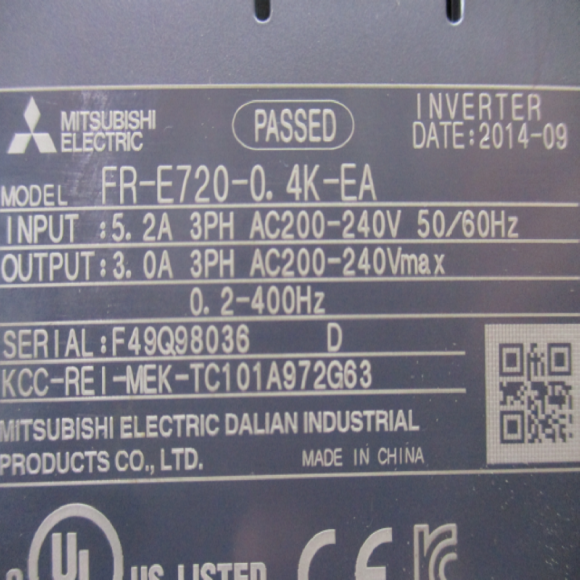 MITSUBISHI
ELECTRIC
PASSED
INVERTER
DATE:2014-09
MODEL FR-E720-0.4K-EA
INPUT :5.2A 3PH AC200-240V 50/60Hz
OUTPUT:3.0A 3PH AC200-240Vmax
0.2-400Hz
SERIAL:F49Q98036 D
KCC-REI-MEK-TC101A972G63
MITSUBISHI ELECTRIC DALIAN INDUSTRIAL
PRODUCTS CO., LTD. MADE IN CHINA
UL US LISTED CE